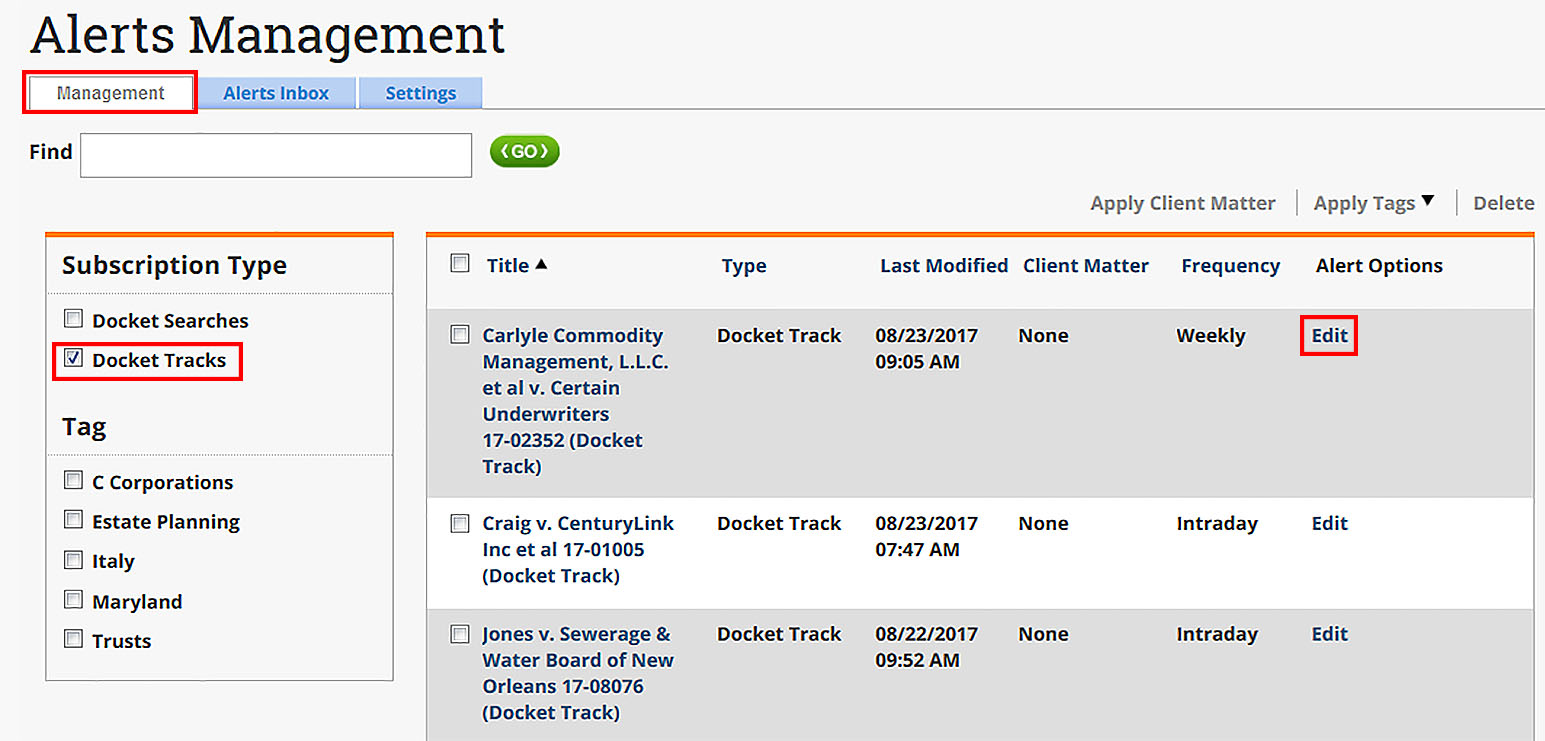 Alerts Management
Management Alerts Inbox Settings
Find GO
Apply Client Matter Apply Tags Delete
Subscription Type
Docket Searches
Docket Tracks
Tag
C Corporations
Estate Planning
Italy
Maryland
Trusts
Title Type Last Modified Client Matter Frequency Alert Options
Carlyle Commodity Docket Track 08/23/2017 None Weekly Edit
Management, L.L.C. 09:05 AM
et al v. Certain
Underwriters
17-02352 (Docket
Track)
Craig v. CenturyLink Docket Track 08/23/2017 None Intraday Edit
Inc et al 17-01005 07:47 AM
(Docket Track)
Jones v. Sewerage & Docket Track 08/22/2017 None Intraday Edit
Water Board of New 09:52 AM
Orleans 17-08076
(Docket Track)